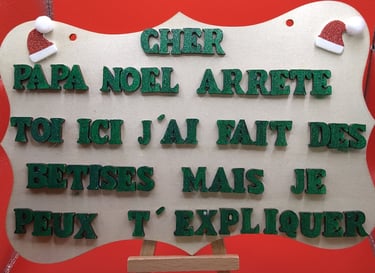 CHER
PAPA NOEL ARRETE
TOI ICI J'AI FAIT DES
BETISES MAIS JE
PEUX T'EXPLIQUER